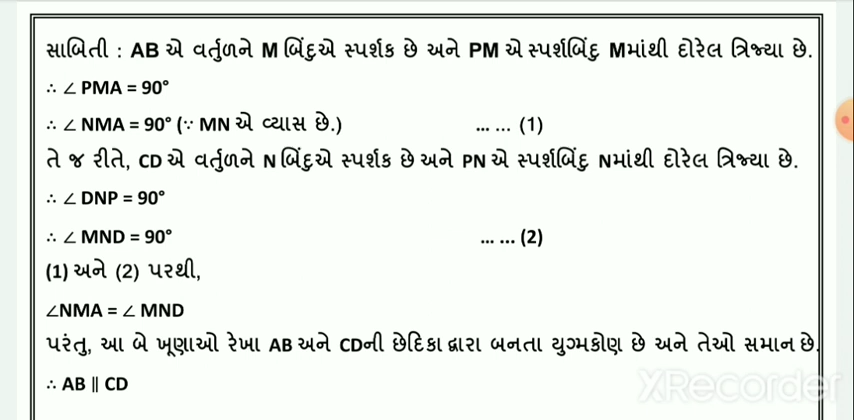 સાબિતી : AB એ વર્તુળને M બિંદુએ સ્પર્શક છે અને PM એ સ્પર્શબિંદુ Mમાંથી દોરેલ ત્રિજ્યા છે.
∴ ∠ PMA = 90°
∴ ∠ NMA = 90° (∵ MN એ વ્યાસ છે.) ... ... (1)
તે જ રીતે, CD એ વર્તુળને N બિંદુએ સ્પર્શક છે અને PN એ સ્પર્શબિંદુ Nમાંથી દોરેલ ત્રિજ્યા છે.
∴ ∠ DNP = 90°
∴ ∠ MND = 90° ... ... (2)
(1) અને (2) પરથી,
∠NMA = ∠ MND
પરંતુ, આ બે ખૂણાઓ રેખા AB અને CDની છેદિકા દ્વારા બનતા યુગ્મકોણ છે અને તેઓ સમાન છે.
∴ AB || CD
XRecorder